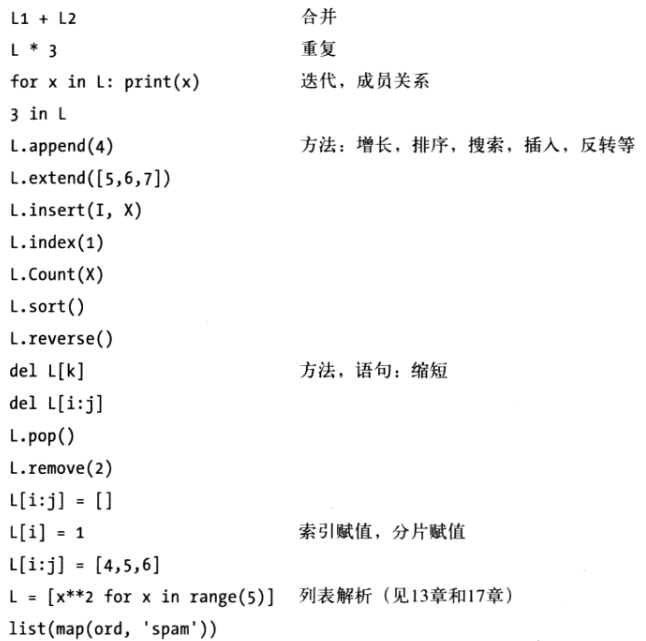 L1 + L2 合并
L * 3 重复
for x in L: print(x) 迭代，成员关系
3 in L
L.append(4) 方法：增长，排序，搜索，插入，反转等
L.extend([5,6,7])
L.insert(I, X)
L.index(1)
L.Count(X)
L.sort()
L.reverse()
del L[k] 方法，语句：缩短
del L[i:j]
L.pop()
L.remove(2)
L[i:j] = []
L[i] = 1 索引赋值，分片赋值
L[i:j] = [4,5,6]
L = [x**2 for x in range(5)] 列表解析（见13章和17章）
list(map(ord, 'spam'))